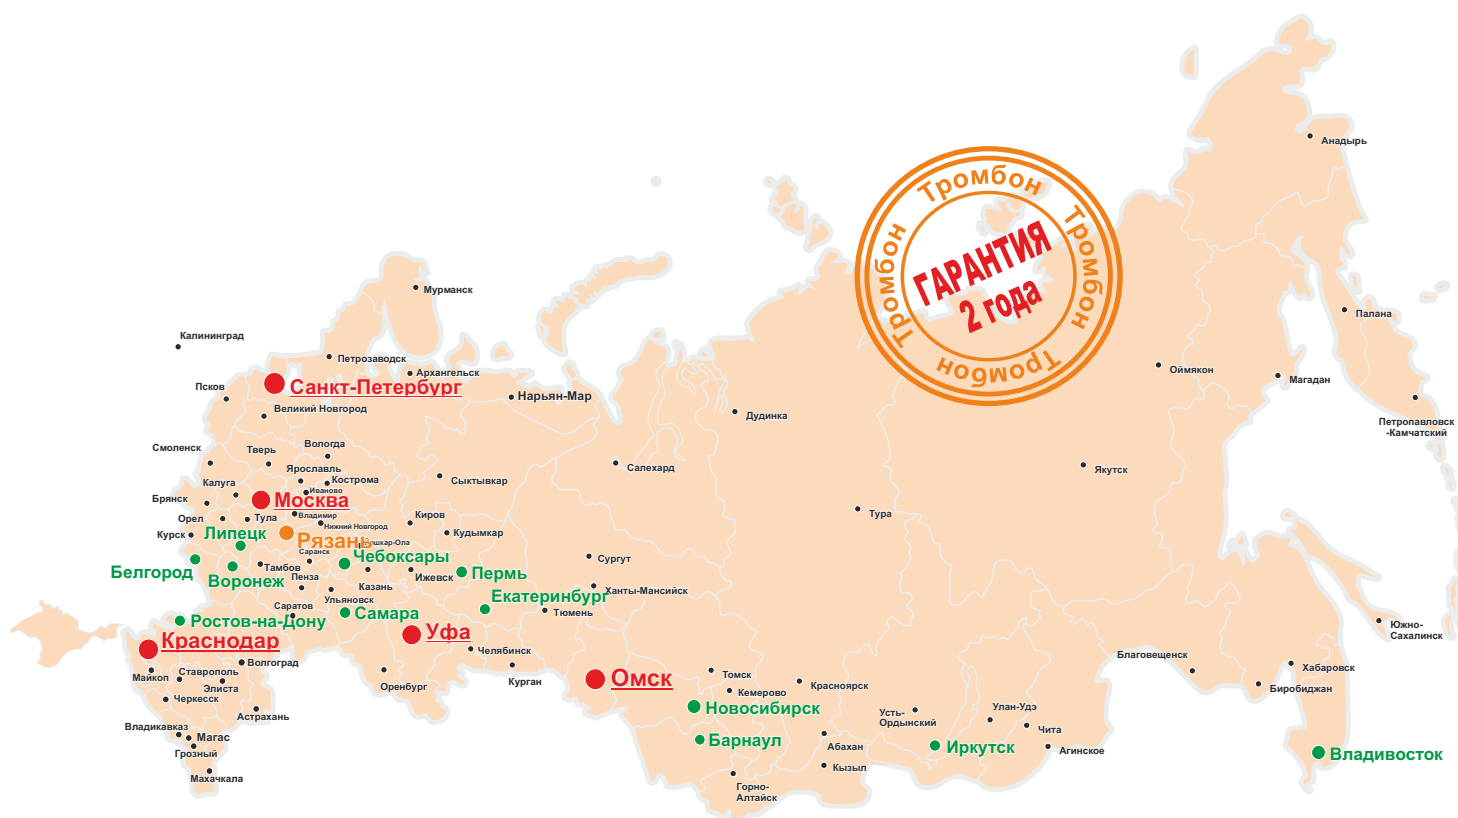 Анадырь
Тромбон
Тромбон
Тромбон
Тромбон
ГАРАНТИЯ
2 года
Мурманск
Палана
Калининград
Петрозаводск
Архангельск
Оймякон
Магадан
Псков
Санкт-Петербург
Нарьян-Мар
Великий Новгород
Дудинка
Петропавловск
-Камчатский
Смоленск
Тверь
Вологда
Салехард
Якутск
Ярославль
Кострома
Сыктывкар
Калуга
Иваново
Брянск
Москва
Орел
Тула
Владимир
Киров
Тура
Нижний Новгород
Курск
Липецк
Рязань
Йошкар-Ола
Кудымкар
Саранск
Чебоксары
Сургут
Белгород
Воронеж
Тамбов
Пенза
Казань
Ижевск
Пермь
Ульяновск
Екатеринбург
Ханты-Мансийск
Саратов
Самара
Тюмень
Ростов-на-Дону
Краснодар
Уфа
Южно-
Сахалинск
Волгоград
Челябинск
Благовещенск
Хабаровск
Майкоп
Ставрополь
Элиста
Оренбург
Курган
Омск
Томск
Кемерово
Красноярск
Биробиджан
Черкесск
Астрахань
Новосибирск
Усть-
Ордынский
Улан-Удэ
Владикавказ
Магас
Чита
Грозный
Барнаул
Абахан
Иркутск
Агинское
Владивосток
Махачкала
Кызыл
Горно-
Алтайск